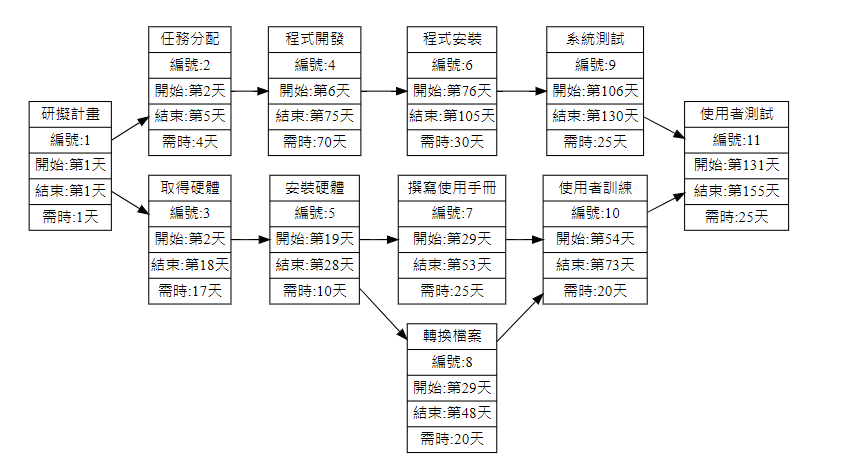 研擬計畫
編號:1
開始:第1天
結束:第1天
需時:1天
任務分配
編號:2
開始:第2天
結束:第5天
需時:4天
程式開發
編號:4
開始:第6天
結束:第75天
需時:70天
程式安裝
編號:6
開始:第76天
結束:第105天
需時:30天
系統測試
編號:9
開始:第106天
結束:第130天
需時:25天
取得硬體
編號:3
開始:第2天
結束:第18天
需時:17天
安裝硬體
編號:5
開始:第19天
結束:第28天
需時:10天
撰寫使用手冊
編號:7
開始:第29天
結束:第53天
需時:25天
轉換檔案
編號:8
開始:第29天
結束:第48天
需時:20天
使用者訓練
編號:10
開始:第54天
結束:第73天
需時:20天
使用者測試
編號:11
開始:第131天
結束:第155天
需時:25天